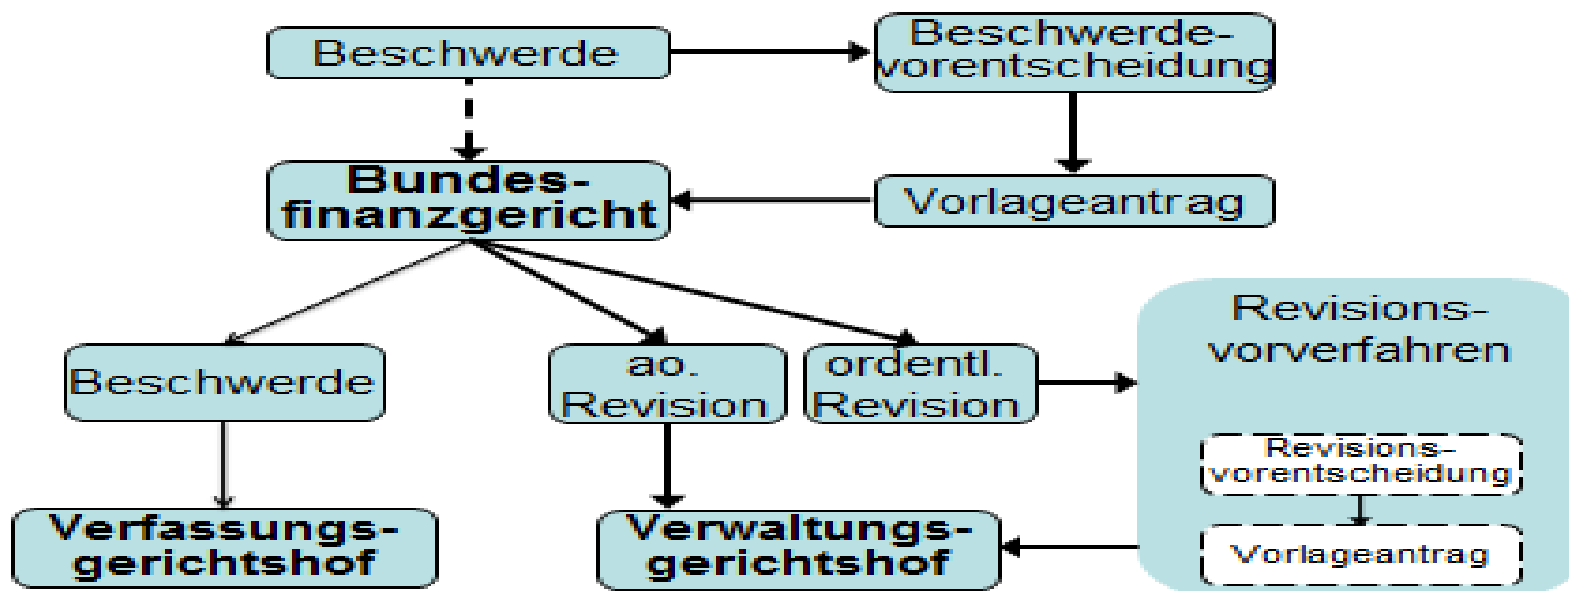 Beschwerde
Beschwerde-
vorentscheidung
Bundes-
finanzgericht
Vorlageantrag
Beschwerde
ao.
Revision
ordentl.
Revision
Revisions-
vorverfahren
Revisions-
vorentscheidung
Vorlageantrag
Verfassungs-
gerichtshof
Verwaltungs-
gerichtshof